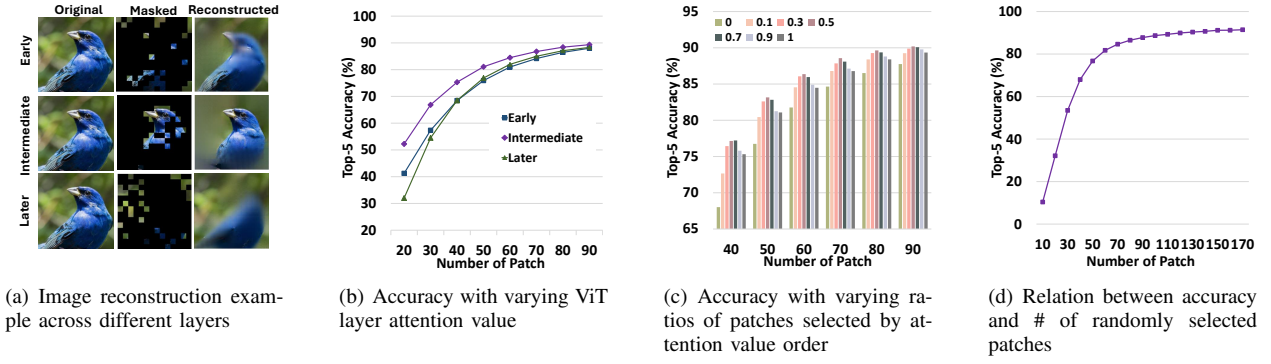 Original Masked Reconstructed
Early
Intermediate
Later
Top-5 Accuracy (%)
100
90
80
70
60
50
40
30
20
Early
Intermediate
Later
20 30 40 50 60 70 80 90
Number of Patch
Top-5 Accuracy (%)
95
90
85
80
75
70
65
0 0.1 0.3 0.5
0.7 0.9 1
40 50 60 70 80 90
Number of Patch
Top-5 Accuracy (%)
100
80
60
40
20
0
10 30 50 70 90 110 130 150 170
Number of Patch
(a) Image reconstruction exam-
ple across different layers
(b) Accuracy with varying ViT
layer attention value
(c) Accuracy with varying ra-
tios of patches selected by at-
tention value order
(d) Relation between accuracy
and # of randomly selected
patches